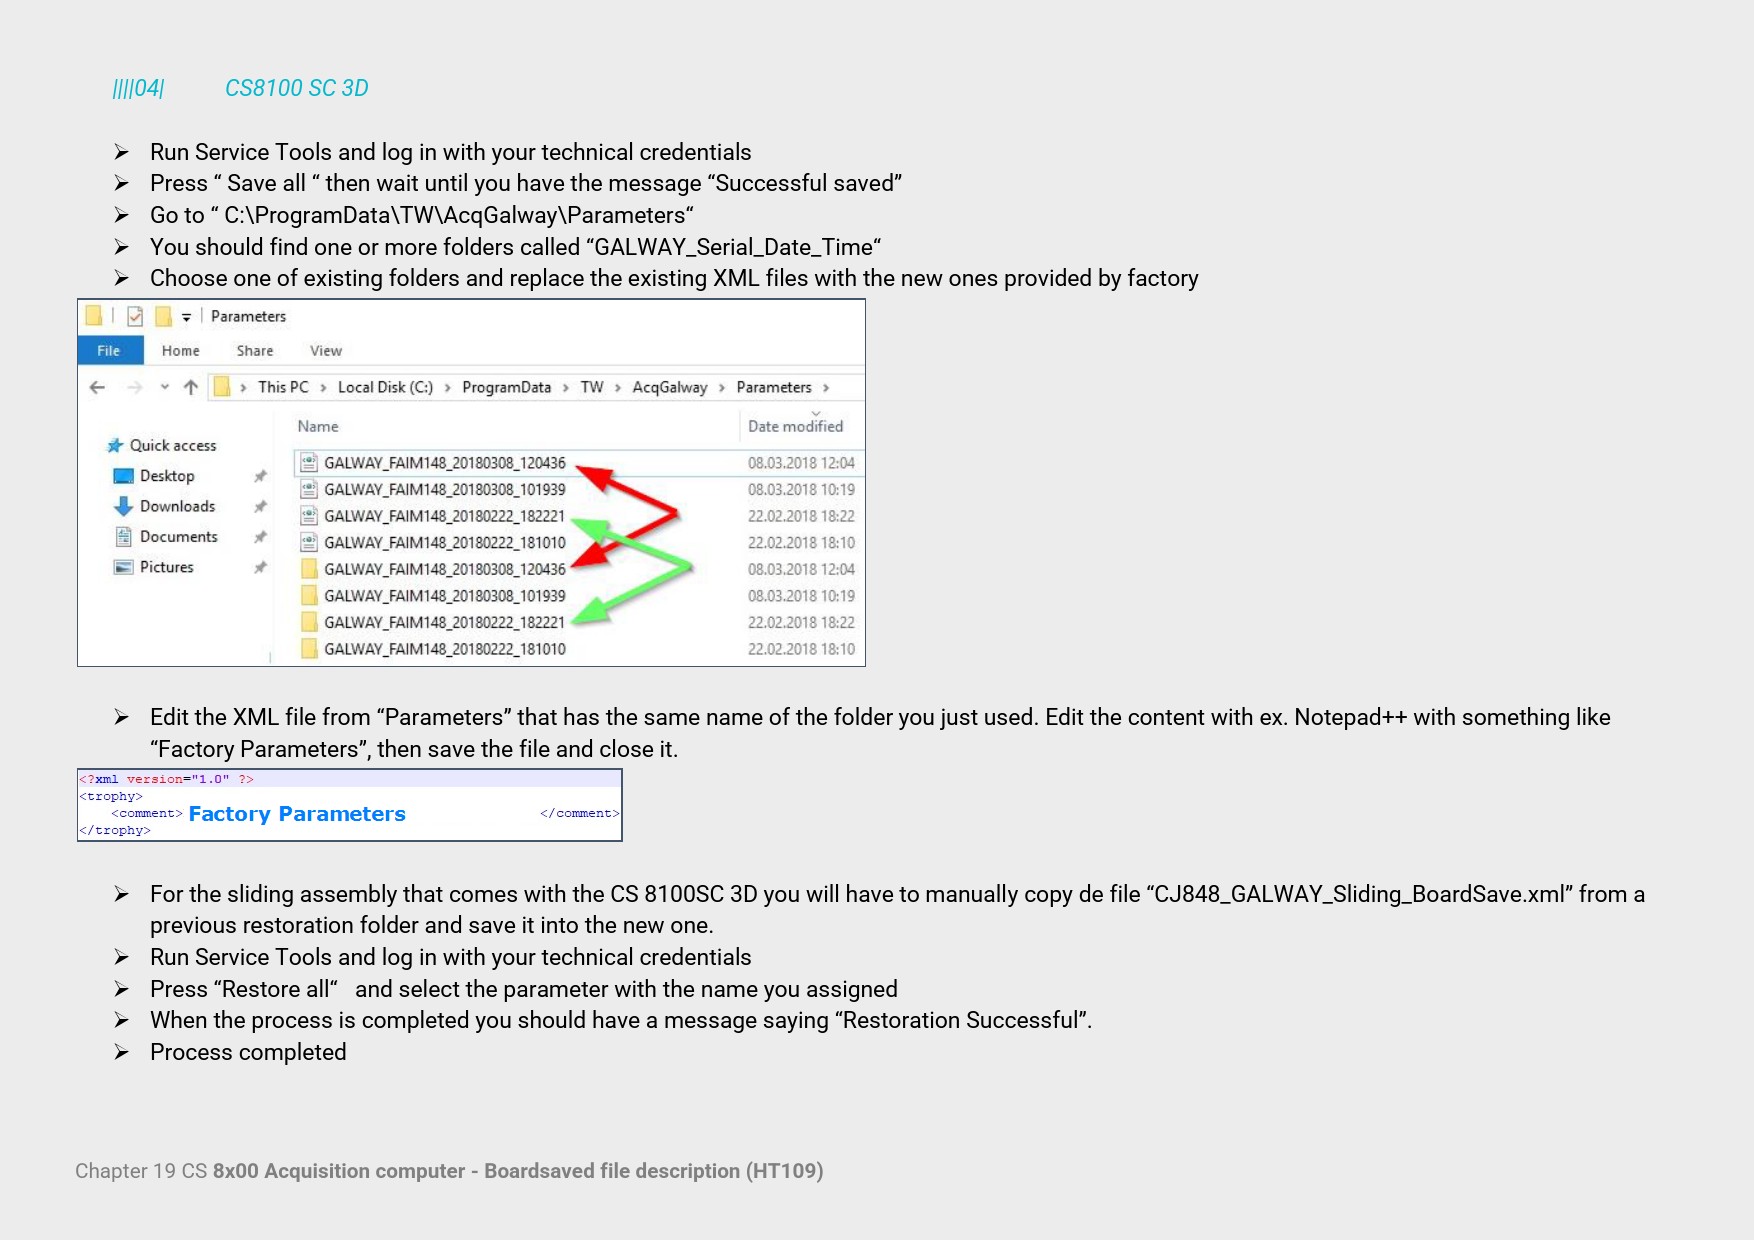 ||||04| CS8100 SC 3D
➢ Run Service Tools and log in with your technical credentials
➢ Press “ Save all “ then wait until you have the message “Successful saved”
➢ Go to “ C:\ProgramData\TW\AcqGalway\Parameters“
➢ You should find one or more folders called “GALWAY_Serial_Date_Time“
➢ Choose one of existing folders and replace the existing XML files with the new ones provided by factory
Parameters
File Home Share View
This PC > Local Disk (C:) > ProgramData > TW > AcqGalway > Parameters >
Name Date modified
Quick access
Desktop
Downloads
Documents
Pictures
GALWAY_FAIM148_20180308_120436 08.03.2018 12:04
GALWAY_FAIM148_20180308_101939 08.03.2018 10:19
GALWAY_FAIM148_20180222_182221 22.02.2018 18:22
GALWAY_FAIM148_20180222_181010 22.02.2018 18:10
GALWAY_FAIM148_20180308_120436 08.03.2018 12:04
GALWAY_FAIM148_20180308_101939 08.03.2018 10:19
GALWAY_FAIM148_20180222_182221 22.02.2018 18:22
GALWAY_FAIM148_20180222_181010 22.02.2018 18:10
➢ Edit the XML file from “Parameters” that has the same name of the folder you just used. Edit the content with ex. Notepad++ with something like
“Factory Parameters”, then save the file and close it.
<?xml version="1.0" ?>
<trophy>
<comment> Factory Parameters </comment>
</trophy>
➢ For the sliding assembly that comes with the CS 8100SC 3D you will have to manually copy de file “CJ848_GALWAY_Sliding_BoardSave.xml” from a
previous restoration folder and save it into the new one.
➢ Run Service Tools and log in with your technical credentials
➢ Press “Restore all“ and select the parameter with the name you assigned
➢ When the process is completed you should have a message saying “Restoration Successful”.
➢ Process completed
Chapter 19 CS 8x00 Acquisition computer - Boardsaved file description (HT109)